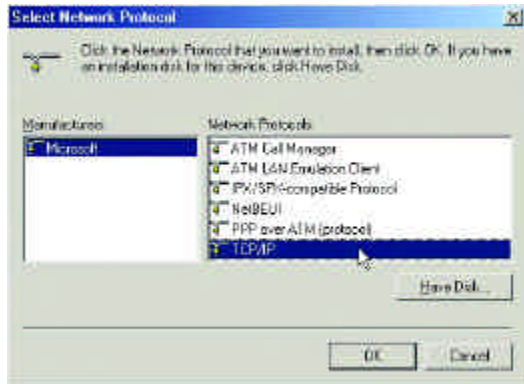 Select Network Protocol
Click the Network Protocol that you want to install, then click OK. If you have
an installation disk for this device, click Have Disk.
Manufacturers:
Network Protocols:
Microsoft
ATM Call Manager
ATM LAN Emulation Client
IPX/SPX-compatible Protocol
NetBEUI
PPP over ATM (protocol)
TCP/IP
Have Disk...
OK
Cancel